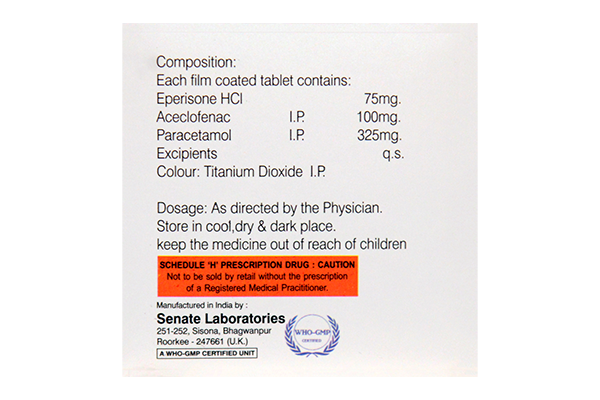 Composition:
Each film coated tablet contains:
Eperisone HCl 75mg.
Aceclofenac I.P. 100mg.
Paracetamol I.P. 325mg.
Excipients q.s.
Colour: Titanium Dioxide I.P.
Dosage: As directed by the Physician.
Store in cool,dry & dark place.
keep the medicine out of reach of children
SCHEDULE 'H' PRESCRIPTION DRUG : CAUTION
Not to be sold by retail without the prescription
of a Registered Medical Practitioner.
Manufactured in India by :
Senate Laboratories
251-252, Sisona, Bhagwanpur
Roorkee - 247661 (U.K.)
A WHO-GMP CERTIFIED UNIT
WHO-GMP
CERTIFIED